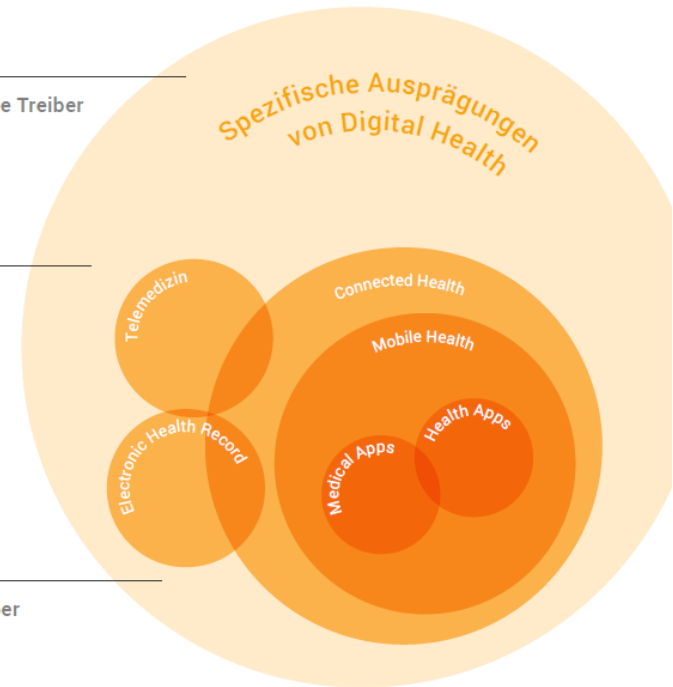 e Treiber
Spezifische Ausprägungen
von Digital Health
Telemedizin
Connected Health
Mobile Health
Electronic Health Record
Medical Apps
Health Apps
er